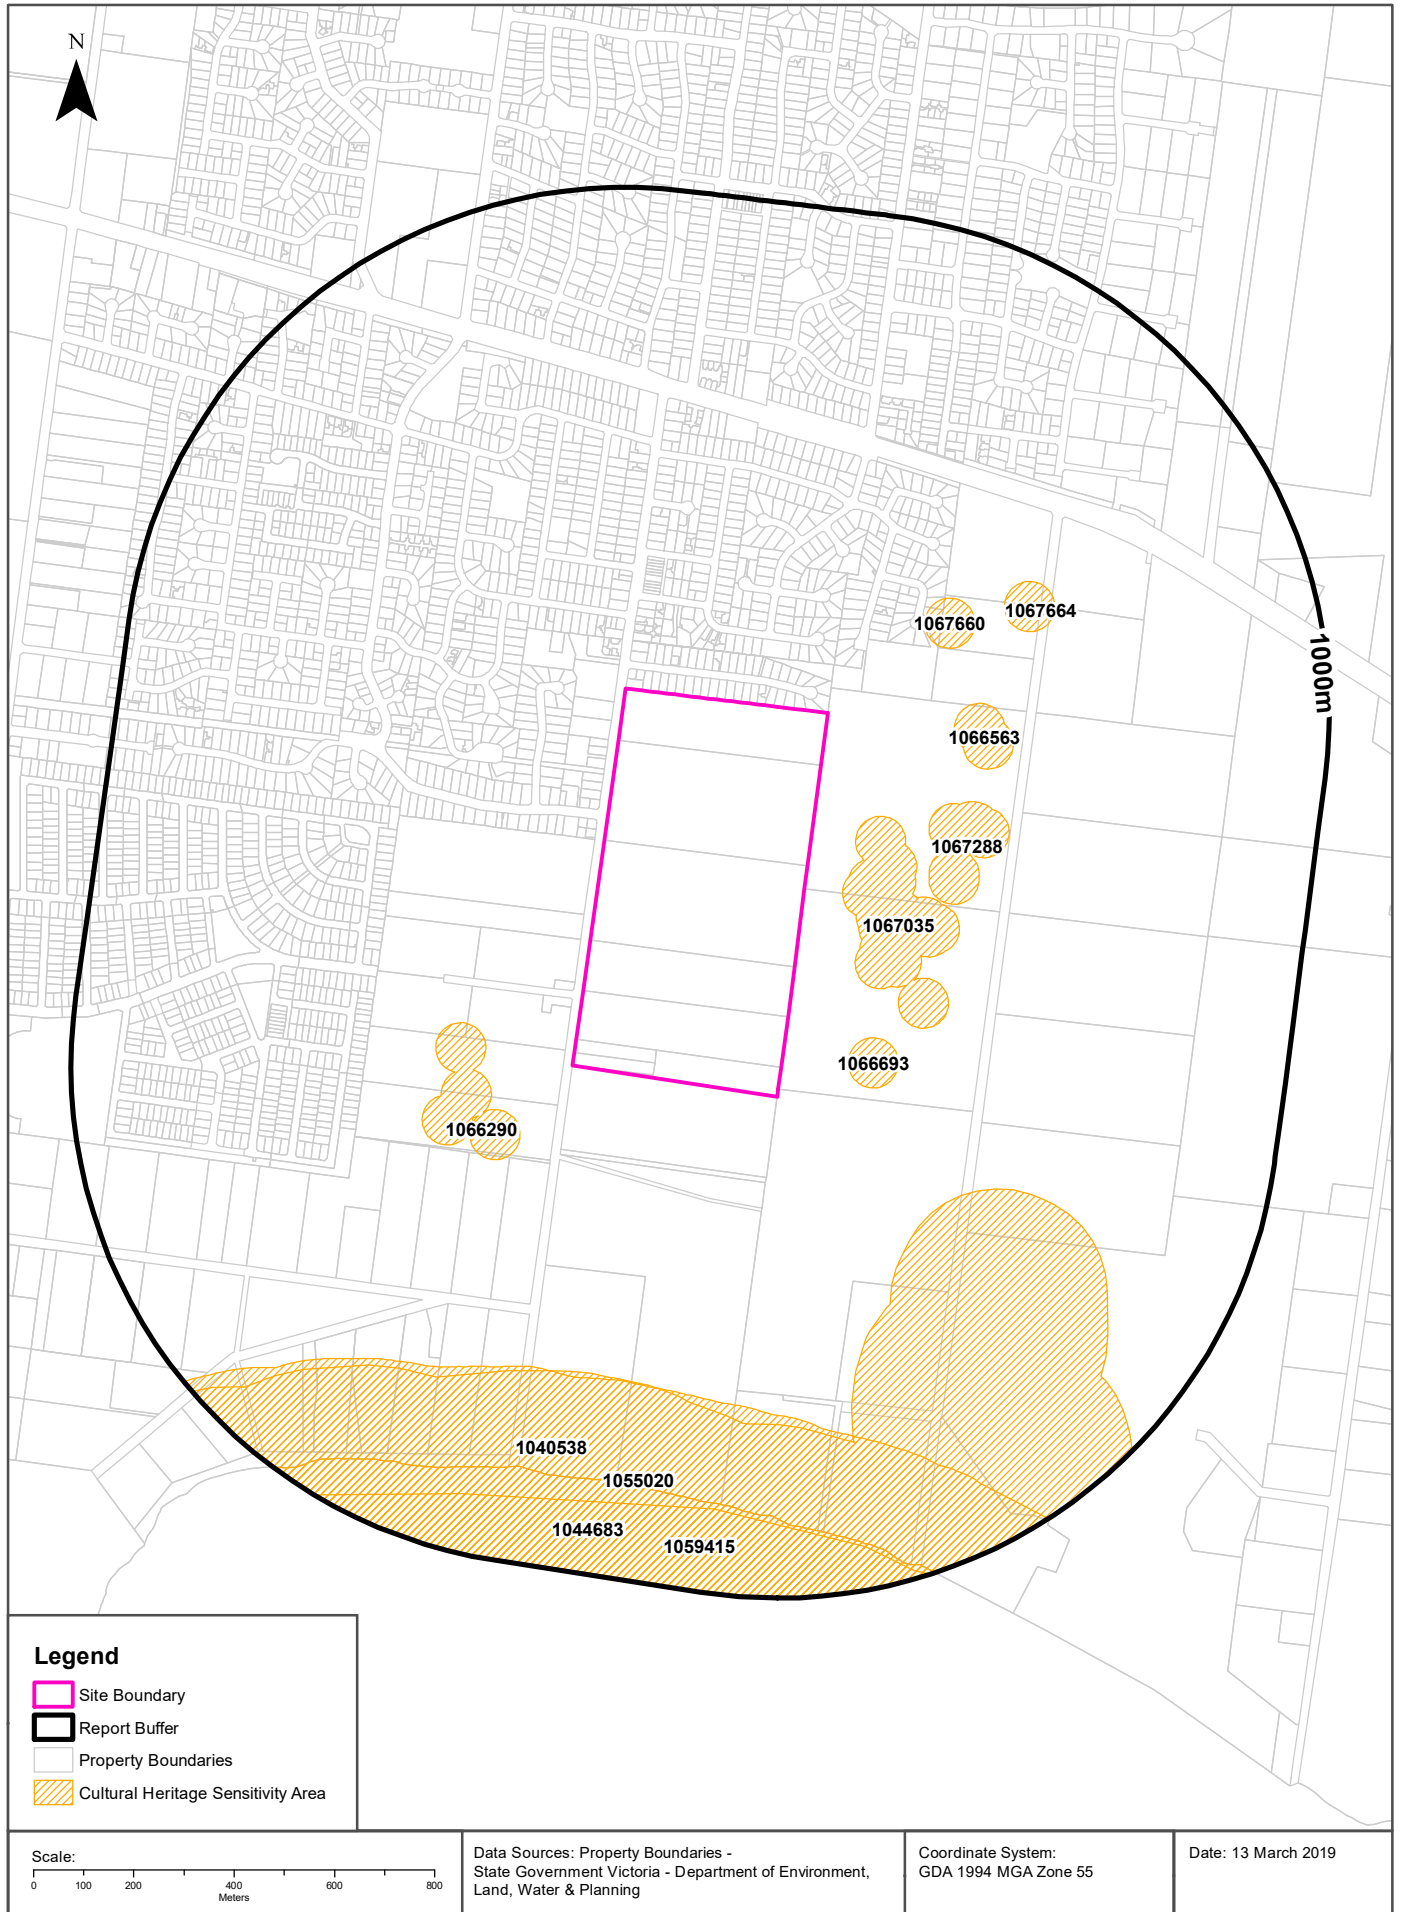 N
1067664
1067660
1000m
1066563
1067288
1067035
1066693
1066290
1040538
1055020
1044683
1059415
Legend
Site Boundary
Report Buffer
Property Boundaries
Cultural Heritage Sensitivity Area
Scale:
0 100 200 400 600 800
Meters
Data Sources: Property Boundaries -
State Government Victoria - Department of Environment,
Land, Water & Planning
Coordinate System:
GDA 1994 MGA Zone 55
Date: 13 March 2019